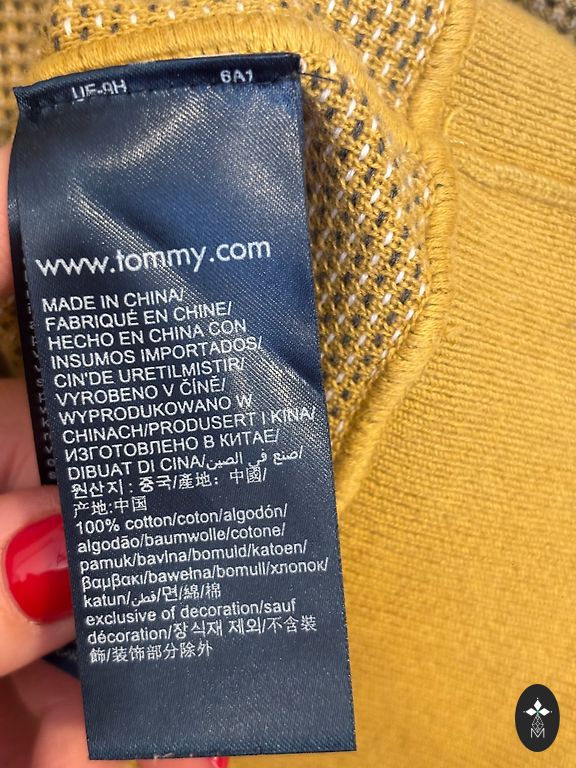 UF-9H 6A1
www.tommy.com
MADE IN CHINA/
FABRIQUÉ EN CHINE/
HECHO EN CHINA CON
INSUMOS IMPORTADOS/
CIN'DE URETILMISTIR/
VYROBENO V ČÍNĚ/
WYPRODUKOWANO W
CHINACH/PRODUSERT I KINA/
ИЗГОТОВЛЕНО В КИТАЕ/
DIBUAT DI CINA/صنع في الصين/
원산지 : 중국/產地: 中國/
产地:中国
100% cotton/coton/algodón/
algodão/baumwolle/cotone/
pamuk/bavlna/bomuld/katoen/
βαμβακι/bawełna/bomull/хлопок/
katun/قطن/면/綿/棉
exclusive of decoration/sauf
décoration/장식재 제외/不含裝
飾/装饰部分除外
M